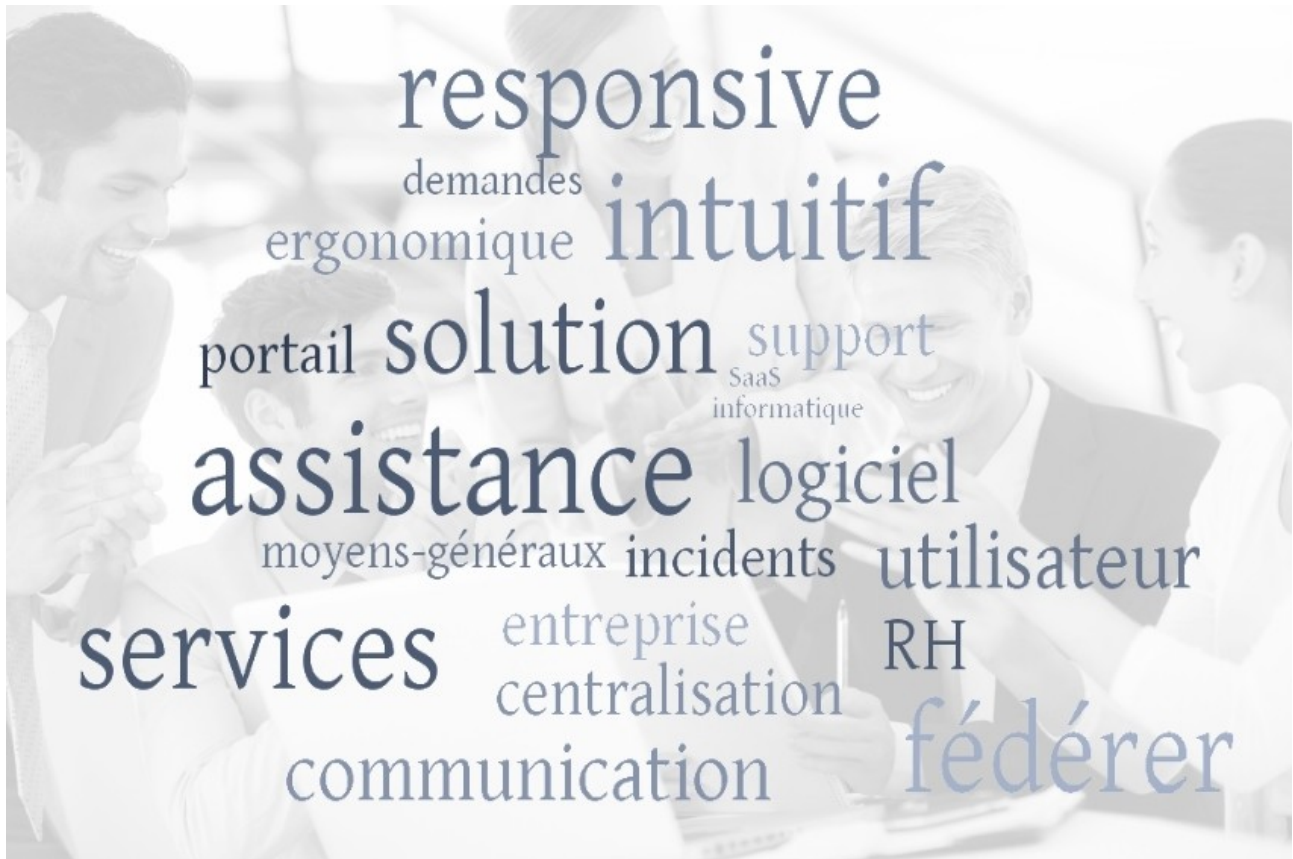 responsive
demandes
intuitif
ergonomique
portail solution support
SaaS
informatique
assistance logiciel
moyens-généraux incidents utilisateur
services entreprise RH
centralisation
communication fédérer